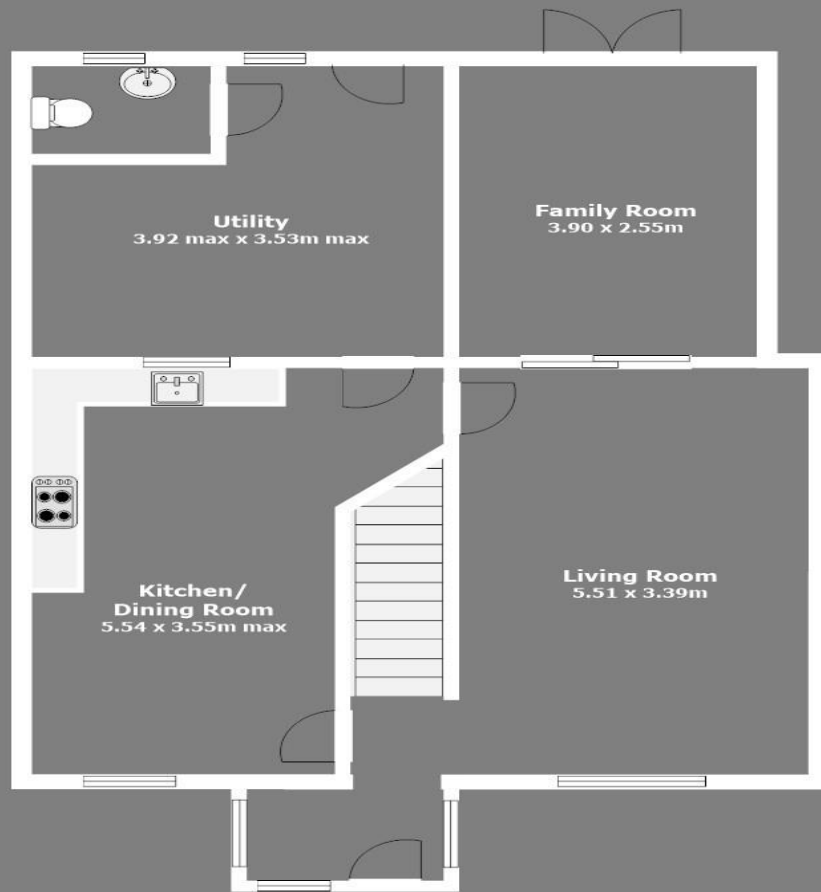 Utility
3.92 max x 3.53m max
Family Room
3.90 x 2.55m
Kitchen/
Dining Room
5.54 x 3.55m max
Living Room
5.51 x 3.39m